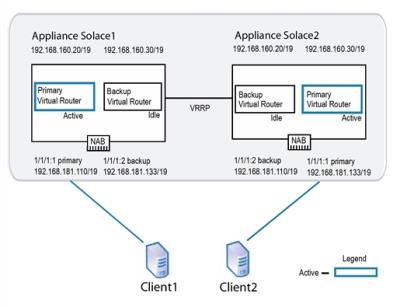 Appliance Solace1
192.168.160.20/19 192.168.160.30/19
Primary
Virtual Router
Active
Backup
Virtual Router
Idle
NAB
1/1/1:1 primary
192.168.181.110/19
1/1/1:2 backup
192.168.181.133/19
VRRP
Appliance Solace2
192.168.160.20/19 192.168.160.30/19
Backup
Virtual Router
Idle
Primary
Virtual Router
Active
NAB
1/1/1:2 backup
192.168.181.110/19
1/1/1:1 primary
192.168.181.133/19
Client1
Client2
Legend
Active